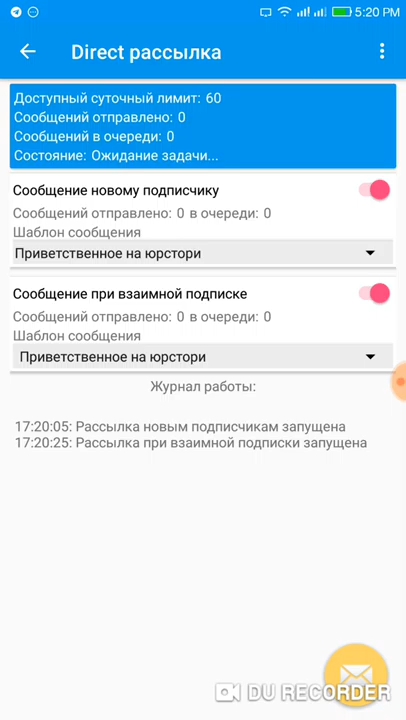 5:20 PM
Direct рассылка
Доступный суточный лимит: 60
Сообщений отправлено: 0
Сообщений в очереди: 0
Состояние: Ожидание задачи...
Сообщение новому подписчику
Сообщений отправлено: 0 в очереди: 0
Шаблон сообщения
Приветственное на юрстори
Сообщение при взаимной подписке
Сообщений отправлено: 0 в очереди: 0
Шаблон сообщения
Приветственное на юрстори
Журнал работы:
17:20:05: Рассылка новым подписчикам запущена
17:20:25: Рассылка при взаимной подписки запущена
DU RECORDER